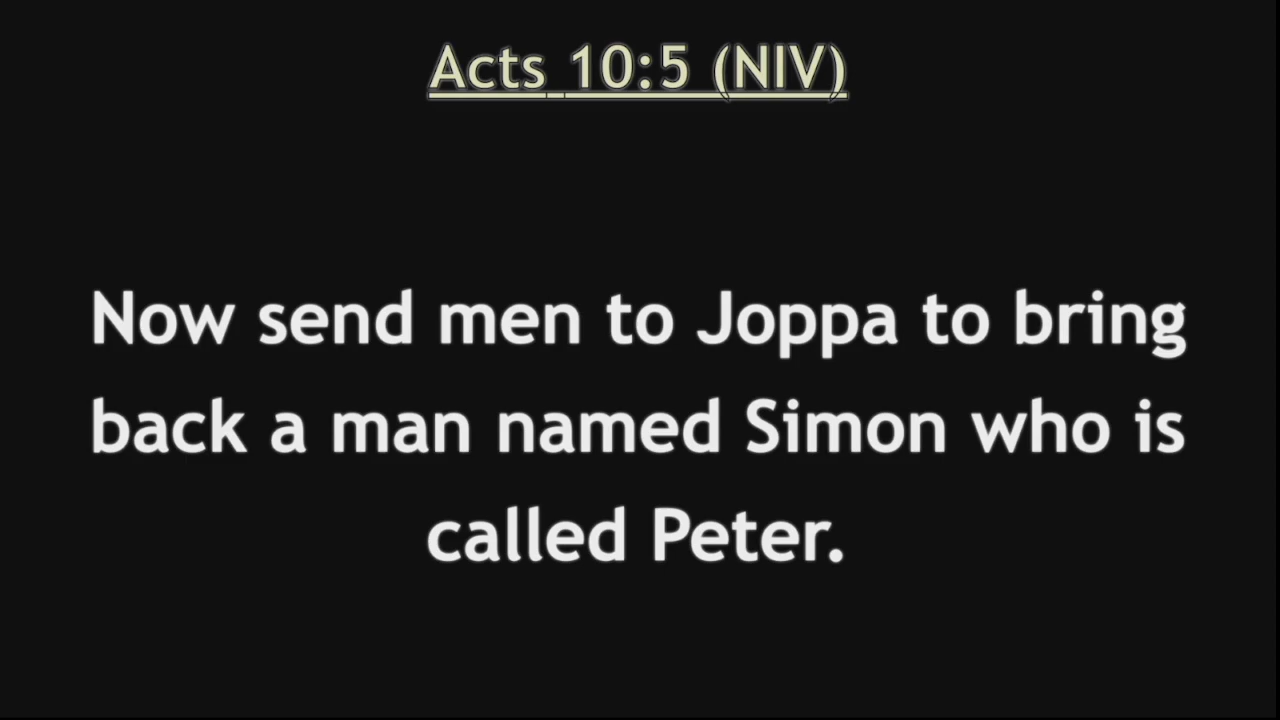 Acts 10:5 (NIV)
Now send men to Joppa to bring
back a man named Simon who is
called Peter.